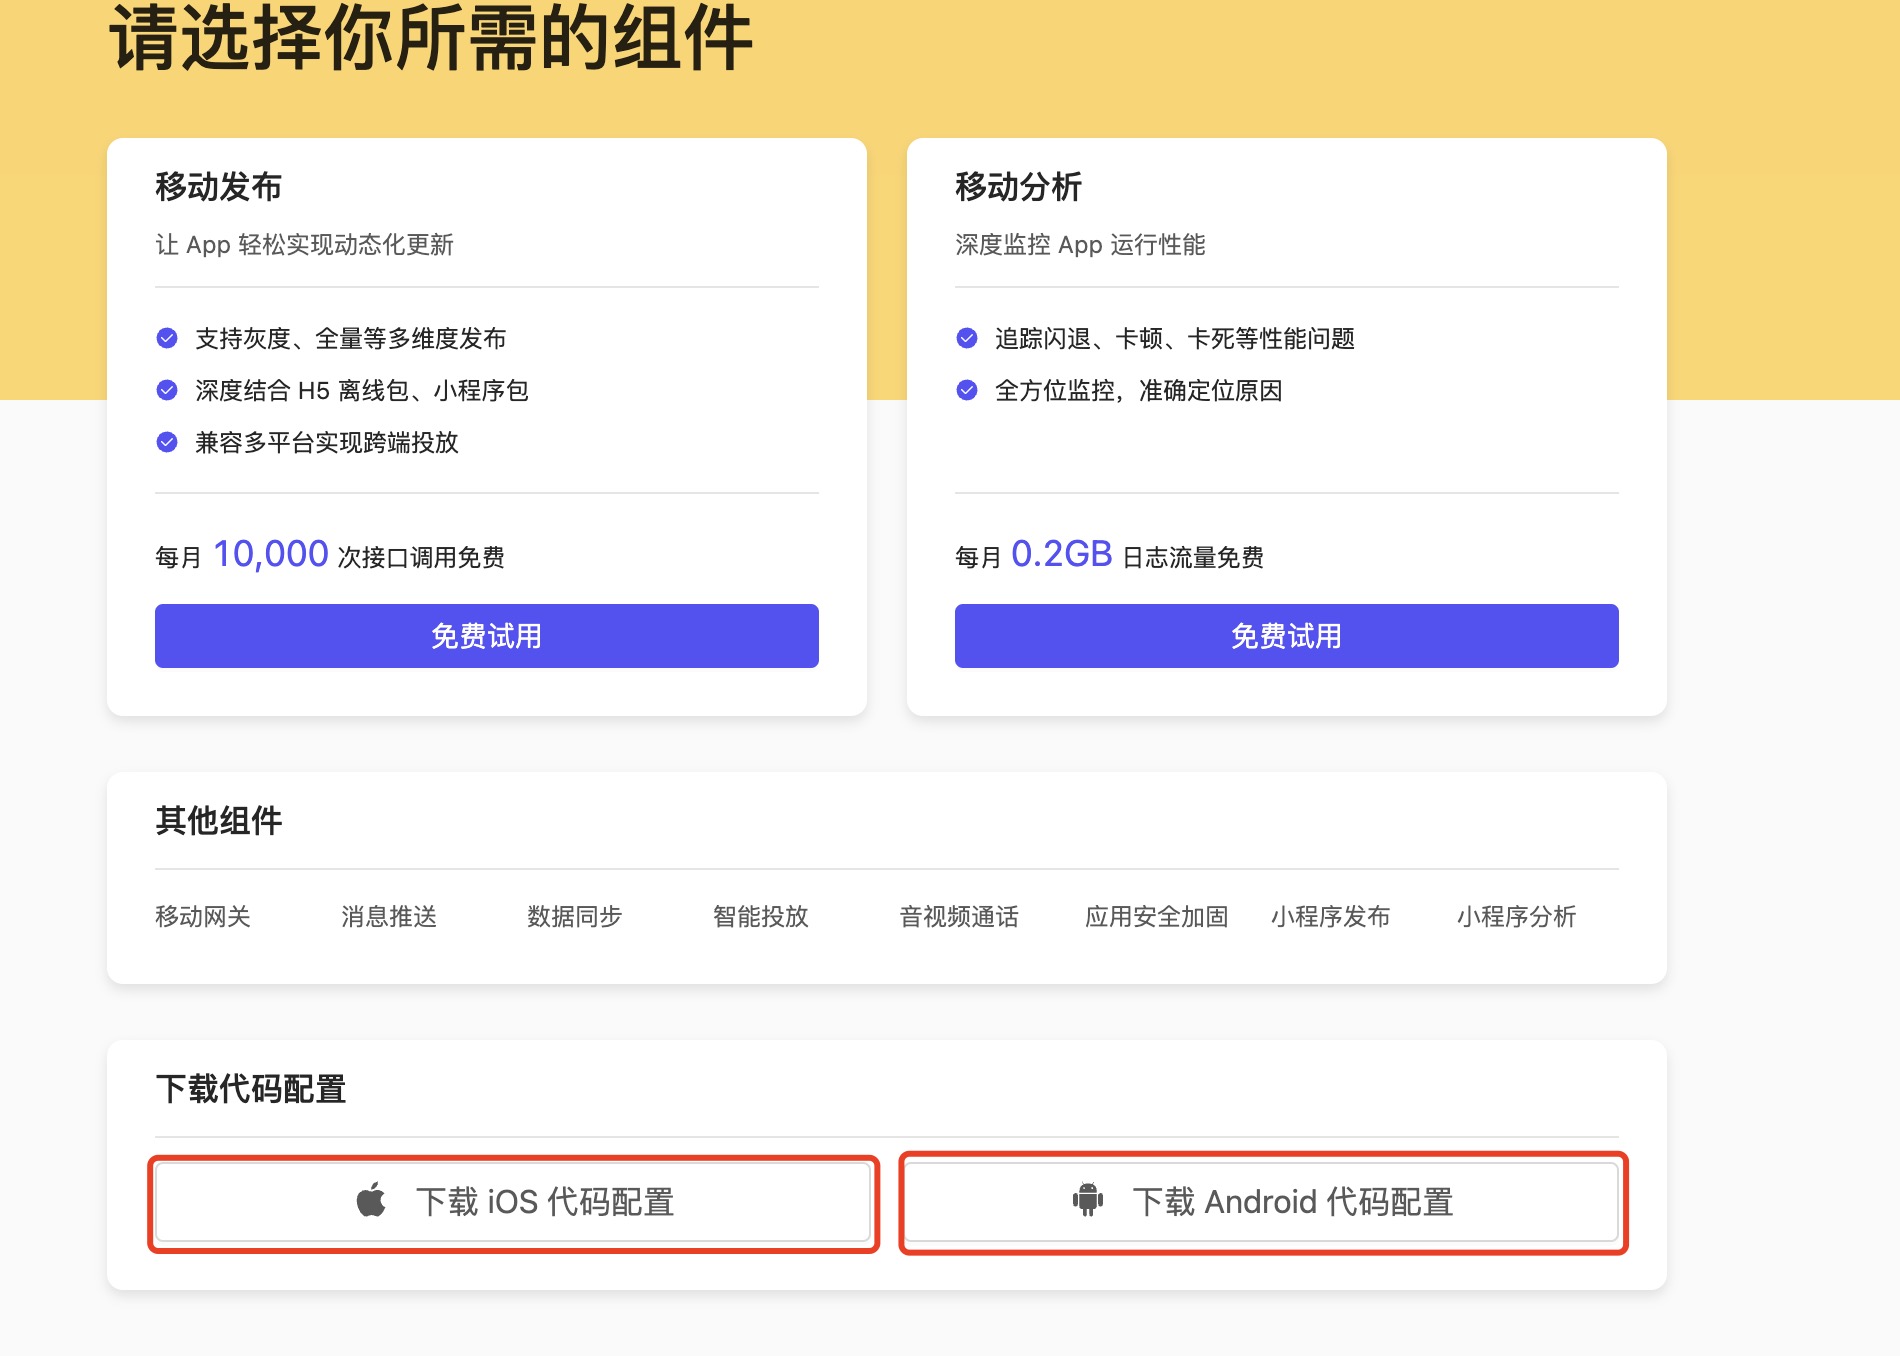 请选择你所需的组件
移动发布
让 App 轻松实现动态化更新
支持灰度、全量等多维度发布
深度结合 H5 离线包、小程序包
兼容多平台实现跨端投放
每月 10,000 次接口调用免费
免费试用
移动分析
深度监控 App 运行性能
追踪闪退、卡顿、卡死等性能问题
全方位监控，准确定位原因
每月 0.2GB 日志流量免费
免费试用
其他组件
移动网关 消息推送 数据同步 智能投放 音视频通话 应用安全加固 小程序发布 小程序分析
下载代码配置
下载 iOS 代码配置
下载 Android 代码配置